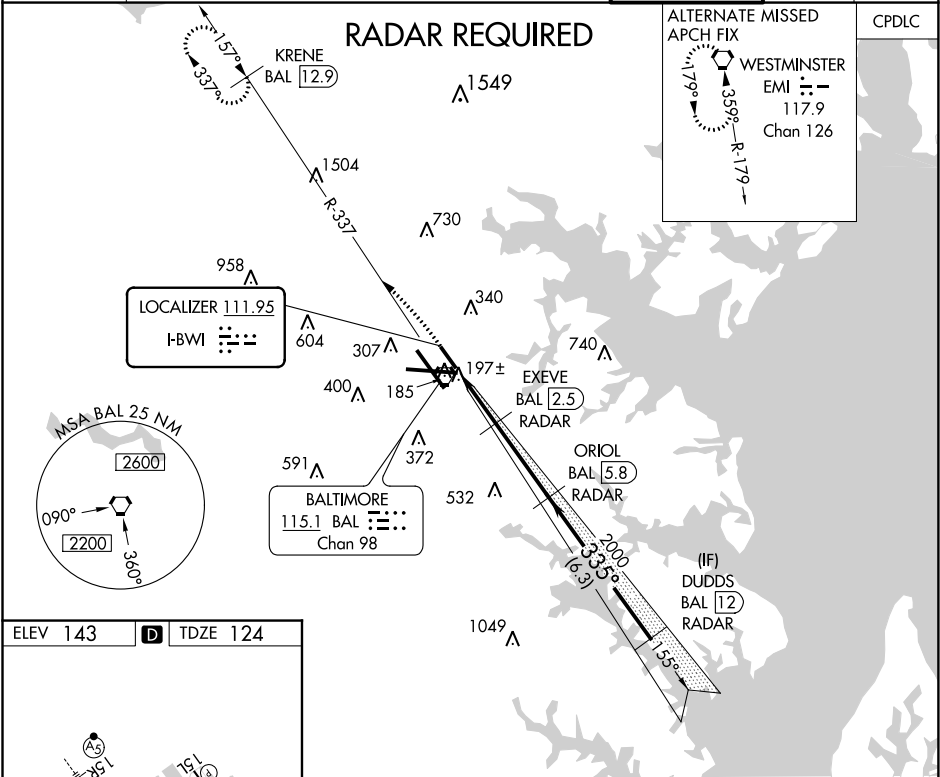 RADAR REQUIRED
ALTERNATE MISSED
APCH FIX
CPDLC
WESTMINSTER
EMI
117.9
Chan 126
179°
359°
R-179
157°
337°
KRENE
BAL 12.9
1549
1504
R-337
730
958
LOCALIZER 111.95
I-BWI
604
340
307
740
197±
185
400
EXEVE
BAL 2.5
RADAR
ORIOL
BAL 5.8
RADAR
372
591
532
BALTIMORE
115.1 BAL
Chan 98
MSA BAL 25 NM
2600
090°
2200
360°
2000
335°
(6.3)
(IF)
DUDDS
BAL 12
RADAR
155°
1049
ELEV 143 D TDZE 124
A5
15R
15L
P